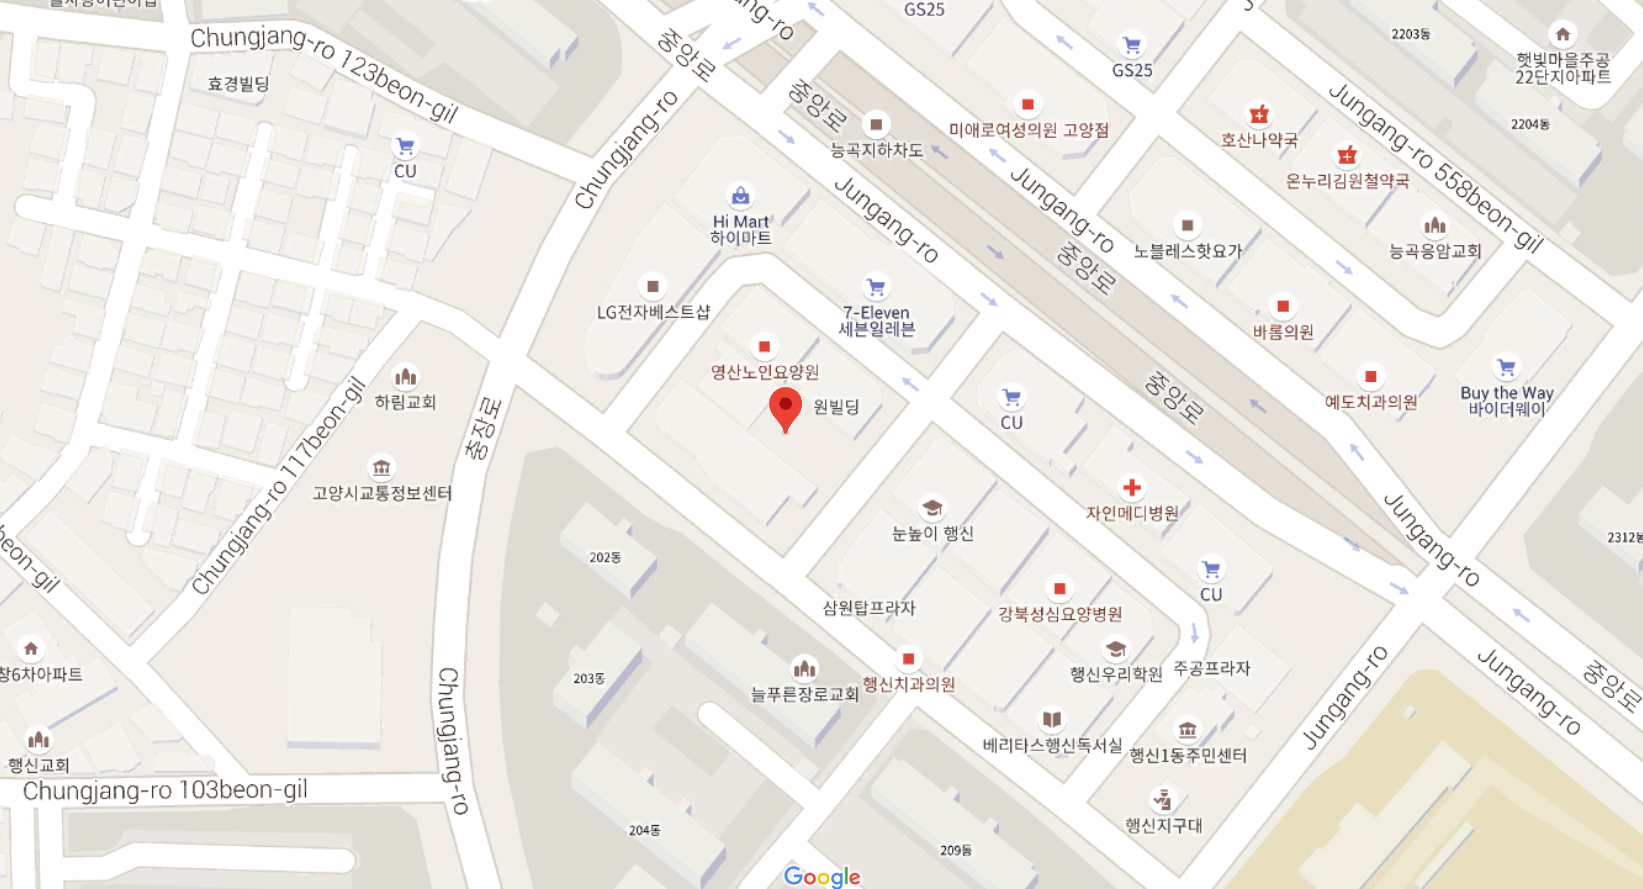 GS25
Chungjang-ro 123beon-gil
효경빌딩
중앙로
GS25
2203동
햇빛마을주공
22단지아파트
Chungjang-ro
중앙로
미애로여성의원 고양점
호산나약국
2204동
CU
능곡지하차도
온누리김원철약국
Jungang-ro 558beon-gil
Hi Mart
하이마트
Jungang-ro
Jungang-ro
노블레스핫요가
능곡응암교회
중앙로
LG전자베스트샵
7-Eleven
세븐일레븐
바롬의원
영산노인요양원
원빌딩
하림교회
중앙로
CU
예도치과의원
Buy the Way
바이더웨이
충장로
고양시교통정보센터
Chungjang-ro 117beon-gil
눈높이 행신
자인메디병원
Jungang-ro
202동
CU
삼원탑프라자
강북성심요양병원
203동
늘푸른장로교회
행신치과의원
행신우리학원
주공프라자
Jungang-ro
Jungang-ro
중앙로
창6차아파트
베리타스행신독서실
행신1동주민센터
행신교회
Chungjang-ro
Chungjang-ro 103beon-gil
행신지구대
204동
209동
Google